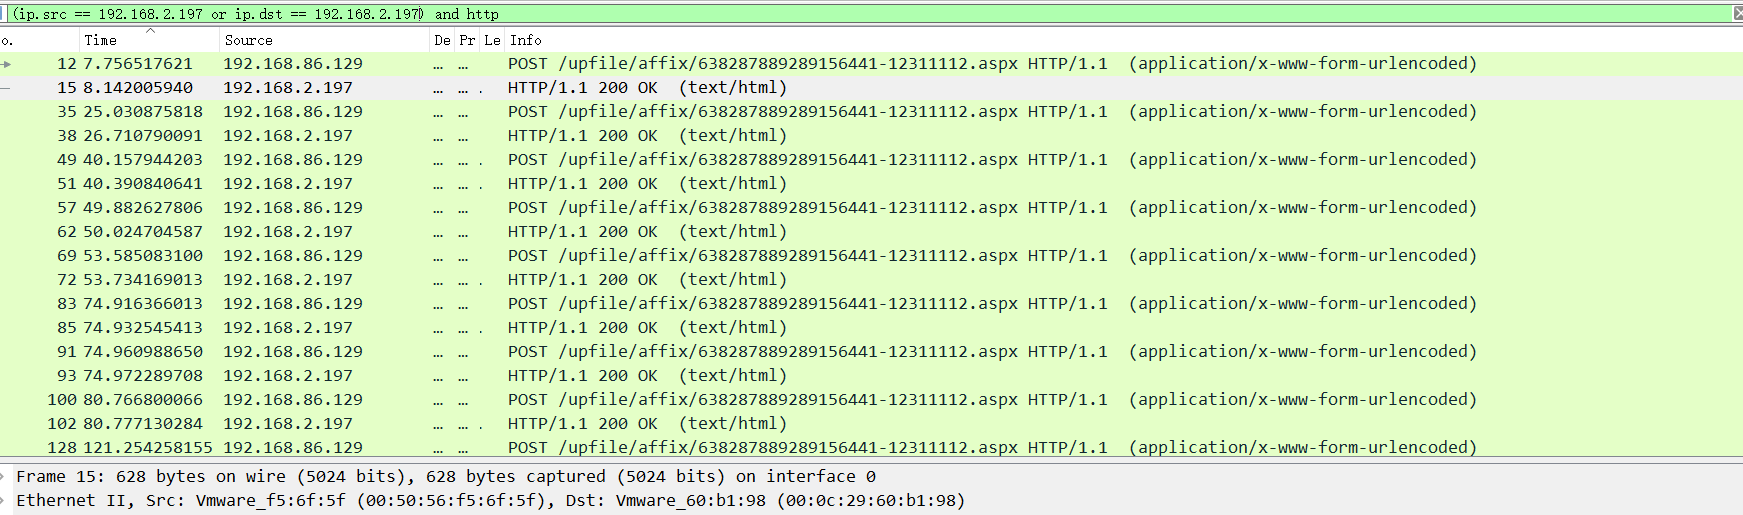 (ip.src == 192.168.2.197 or ip.dst == 192.168.2.197) and http
o. Time Source De Pr Le Info
12 7.756517621 192.168.86.129 … … POST /upfile/affix/638287889289156441-12311112.aspx HTTP/1.1 (application/x-www-form-urlencoded)
15 8.142005940 192.168.2.197 … … . HTTP/1.1 200 OK (text/html)
35 25.030875818 192.168.86.129 … … POST /upfile/affix/638287889289156441-12311112.aspx HTTP/1.1 (application/x-www-form-urlencoded)
38 26.710790091 192.168.2.197 … … HTTP/1.1 200 OK (text/html)
49 40.157944203 192.168.86.129 … … . POST /upfile/affix/638287889289156441-12311112.aspx HTTP/1.1 (application/x-www-form-urlencoded)
51 40.390840641 192.168.2.197 … … . HTTP/1.1 200 OK (text/html)
57 49.882627806 192.168.86.129 … … POST /upfile/affix/638287889289156441-12311112.aspx HTTP/1.1 (application/x-www-form-urlencoded)
62 50.024704587 192.168.2.197 … … HTTP/1.1 200 OK (text/html)
69 53.585083100 192.168.86.129 … … POST /upfile/affix/638287889289156441-12311112.aspx HTTP/1.1 (application/x-www-form-urlencoded)
72 53.734169013 192.168.2.197 … … . HTTP/1.1 200 OK (text/html)
83 74.916366013 192.168.86.129 … … POST /upfile/affix/638287889289156441-12311112.aspx HTTP/1.1 (application/x-www-form-urlencoded)
85 74.932545413 192.168.2.197 … … . HTTP/1.1 200 OK (text/html)
91 74.960988650 192.168.86.129 … … POST /upfile/affix/638287889289156441-12311112.aspx HTTP/1.1 (application/x-www-form-urlencoded)
93 74.972289708 192.168.2.197 … … HTTP/1.1 200 OK (text/html)
100 80.766800066 192.168.86.129 … … POST /upfile/affix/638287889289156441-12311112.aspx HTTP/1.1 (application/x-www-form-urlencoded)
102 80.777130284 192.168.2.197 … … . HTTP/1.1 200 OK (text/html)
128 121.254258155 192.168.86.129 … … POST /upfile/affix/638287889289156441-12311112.aspx HTTP/1.1 (application/x-www-form-urlencoded)
Frame 15: 628 bytes on wire (5024 bits), 628 bytes captured (5024 bits) on interface 0
Ethernet II, Src: Vmware_f5:6f:5f (00:50:56:f5:6f:5f), Dst: Vmware_60:b1:98 (00:0c:29:60:b1:98)